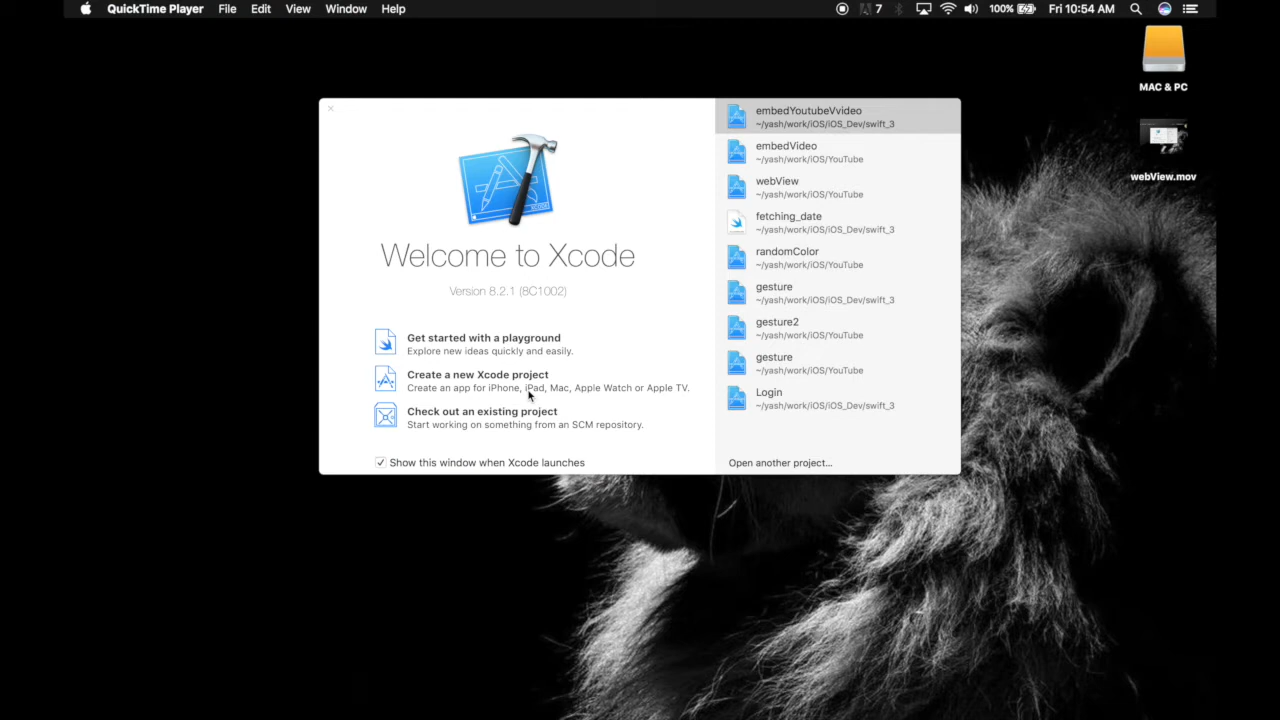 QuickTime Player File Edit View Window Help 7 100% Fri 10:54 AM
MAC & PC
webView.mov
Welcome to Xcode
Version 8.2.1 (8C1002)
Get started with a playground
Explore new ideas quickly and easily.
Create a new Xcode project
Create an app for iPhone, iPad, Mac, Apple Watch or Apple TV.
Check out an existing project
Start working on something from an SCM repository.
Show this window when Xcode launches
embedYoutubeVvideo
~/yash/work/iOS/iOS_Dev/swift_3
embedVideo
~/yash/work/iOS/YouTube
webView
~/yash/work/iOS/YouTube
fetching_date
~/yash/work/iOS/iOS_Dev/swift_3
randomColor
~/yash/work/iOS/YouTube
gesture
~/yash/work/iOS/iOS_Dev/swift_3
gesture2
~/yash/work/iOS/YouTube
gesture
~/yash/work/iOS/YouTube
Login
~/yash/work/iOS/iOS_Dev/swift_3
Open another project...